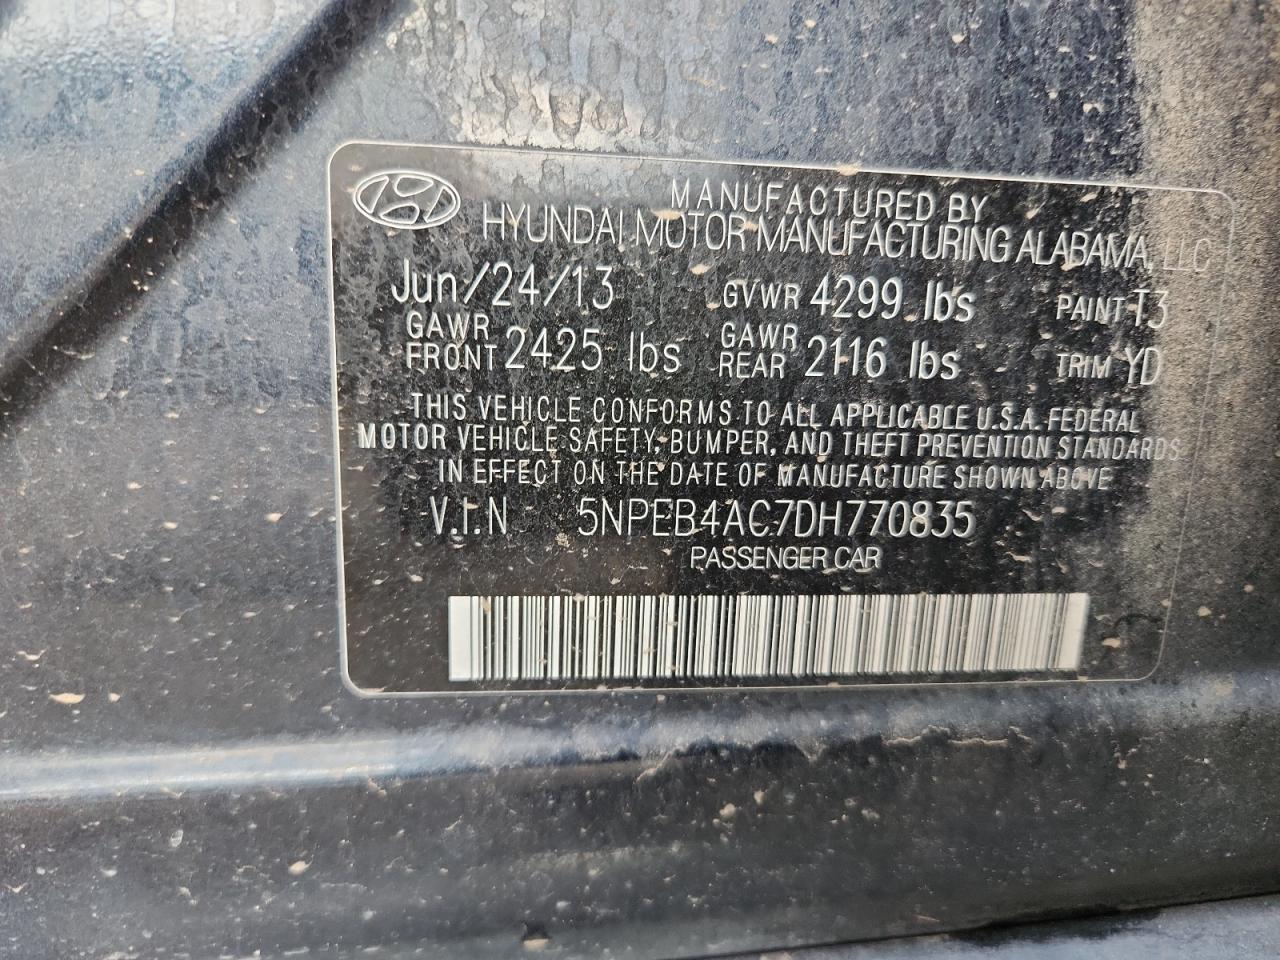 MANUFACTURED BY
HYUNDAI MOTOR MANUFACTURING ALABAMA, LLC
Jun/24/13 GVWR 4299 lbs PAINT T3
GAWR FRONT 2425 lbs GAWR REAR 2116 lbs TRIM YD
THIS VEHICLE CONFORMS TO ALL APPLICABLE U.S.A. FEDERAL
MOTOR VEHICLE SAFETY, BUMPER, AND THEFT PREVENTION STANDARDS
IN EFFECT ON THE DATE OF MANUFACTURE SHOWN ABOVE
V.I.N 5NPEB4AC7DH770835
PASSENGER CAR